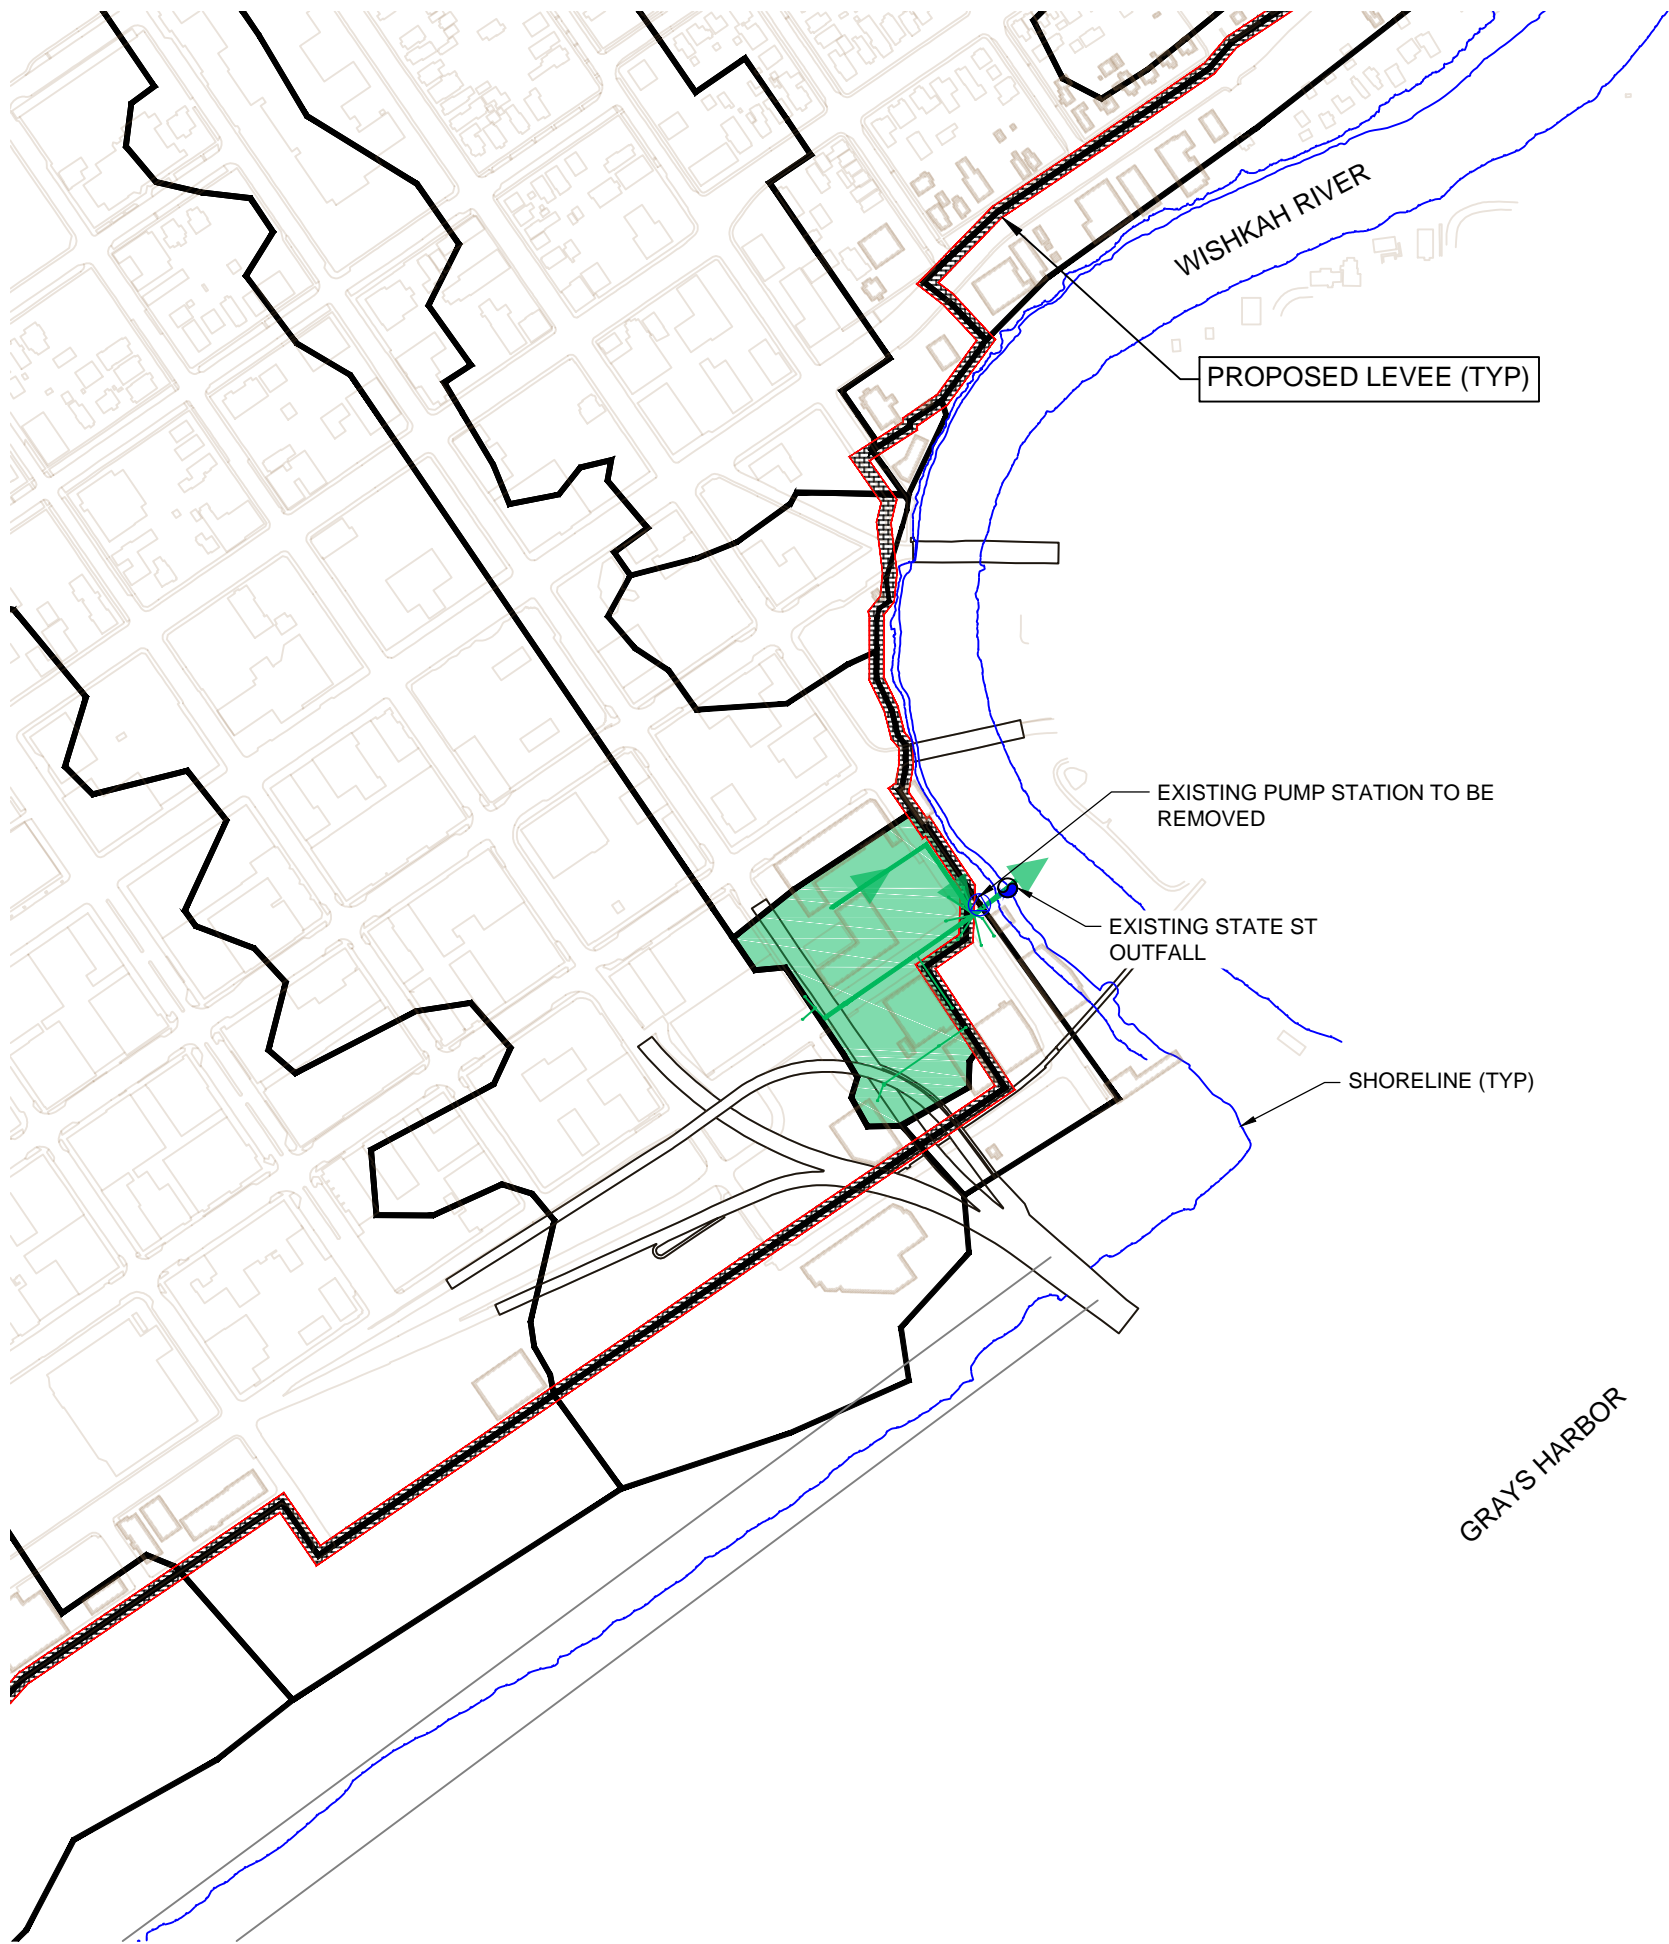 WISHKAH RIVER
PROPOSED LEVEE (TYP)
EXISTING PUMP STATION TO BE
REMOVED
EXISTING STATE ST
OUTFALL
SHORELINE (TYP)
GRAYS HARBOR